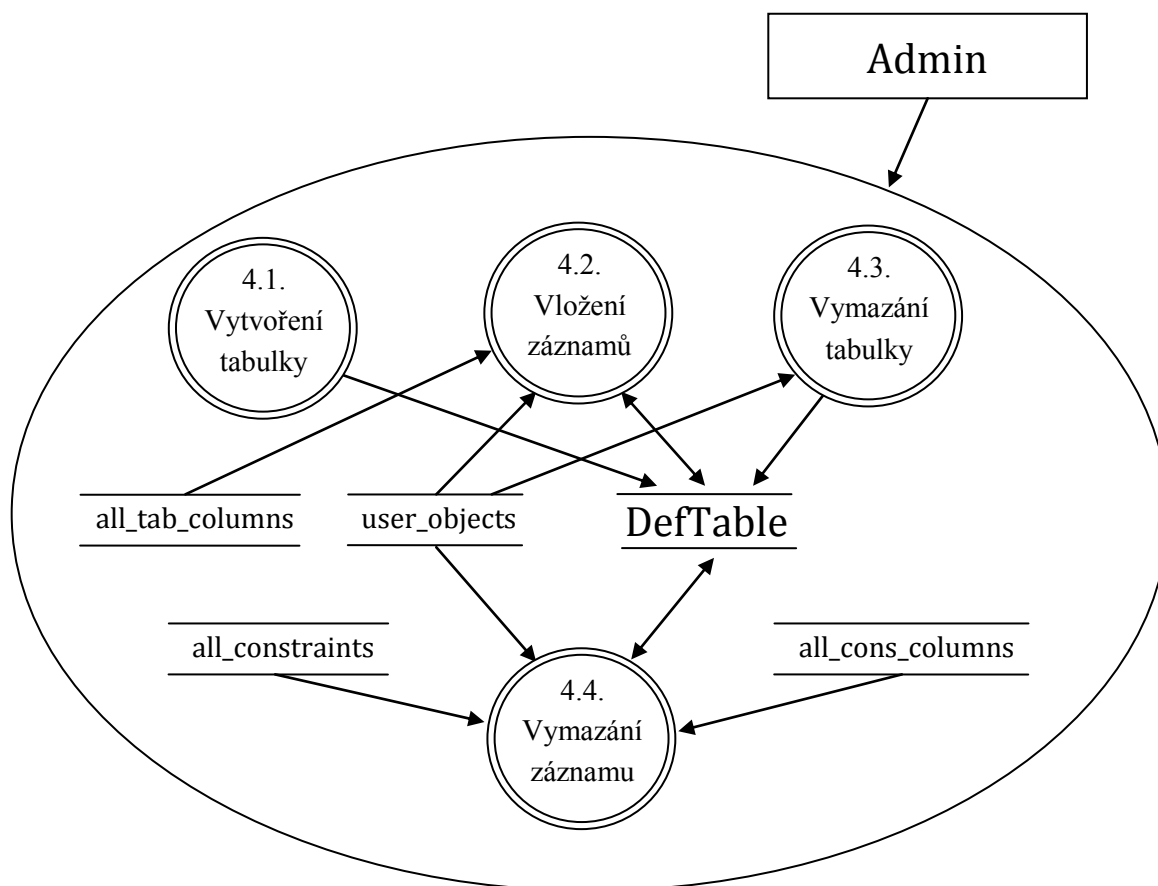 Admin
4.1.
Vytvoření
tabulky
4.2.
Vložení
záznamů
4.3.
Vymazání
tabulky
all_tab_columns
user_objects
DefTable
all_constraints
all_cons_columns
4.4.
Vymazání
záznamu